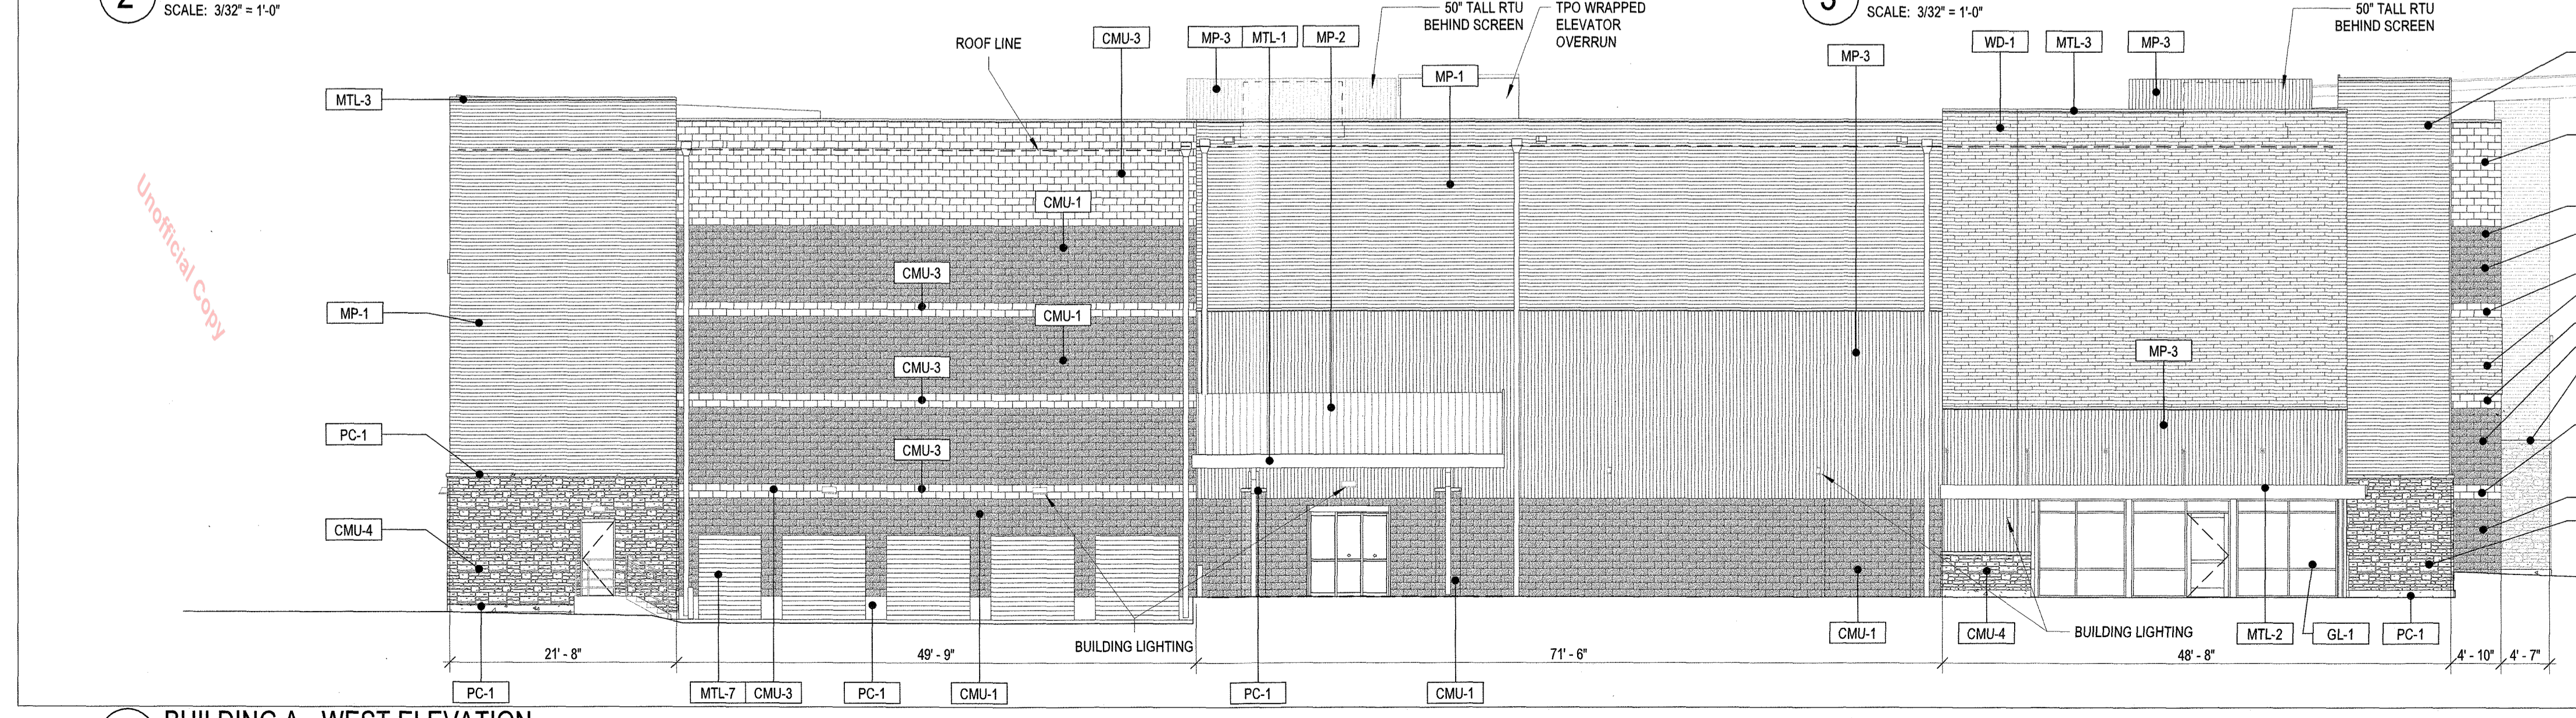 2
SCALE: 3/32" = 1'-0"
3
SCALE: 3/32" = 1'-0"
50" TALL RTU
BEHIND SCREEN
TPO WRAPPED
ELEVATOR
OVERRUN
50" TALL RTU
BEHIND SCREEN
ROOF LINE
CMU-3
MP-3
MTL-1
MP-2
MP-1
MP-3
WD-1
MTL-3
MP-3
MTL-3
CMU-1
CMU-3
MP-1
CMU-1
CMU-3
MP-3
PC-1
CMU-3
CMU-4
Unofficial Copy
BUILDING LIGHTING
CMU-1
CMU-4
BUILDING LIGHTING
MTL-2
GL-1
PC-1
21' - 8"
49' - 9"
71' - 6"
48' - 8"
4' - 10"
4' - 7"
PC-1
MTL-7
CMU-3
PC-1
CMU-1
PC-1
CMU-1
BUILDING A - WEST ELEVATION